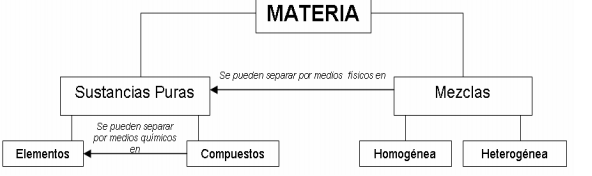 MATERIA
Se pueden separar por medios físicos en
Sustancias Puras
Mezclas
Se pueden separar
por medios químicos
en
Elementos
Compuestos
Homogénea
Heterogénea